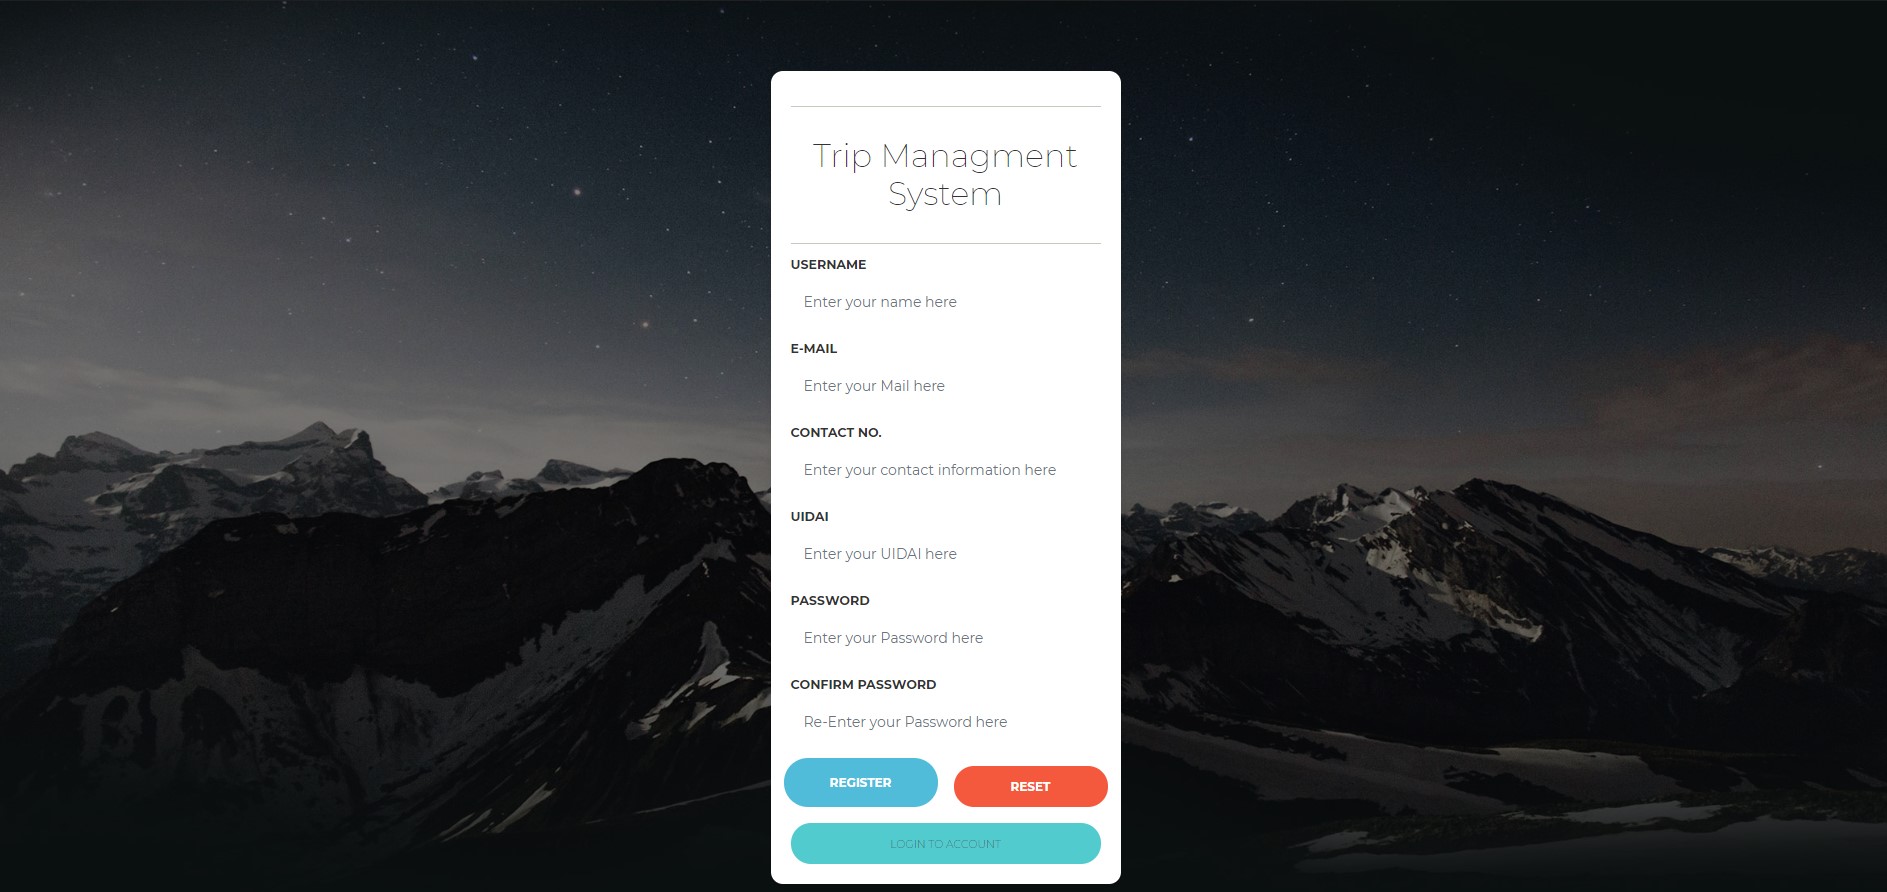 Trip Managment
System
USERNAME
Enter your name here
E-MAIL
Enter your Mail here
CONTACT NO.
Enter your contact information here
UIDAI
Enter your UIDAI here
PASSWORD
Enter your Password here
CONFIRM PASSWORD
Re-Enter your Password here
REGISTER
RESET
LOGIN TO ACCOUNT